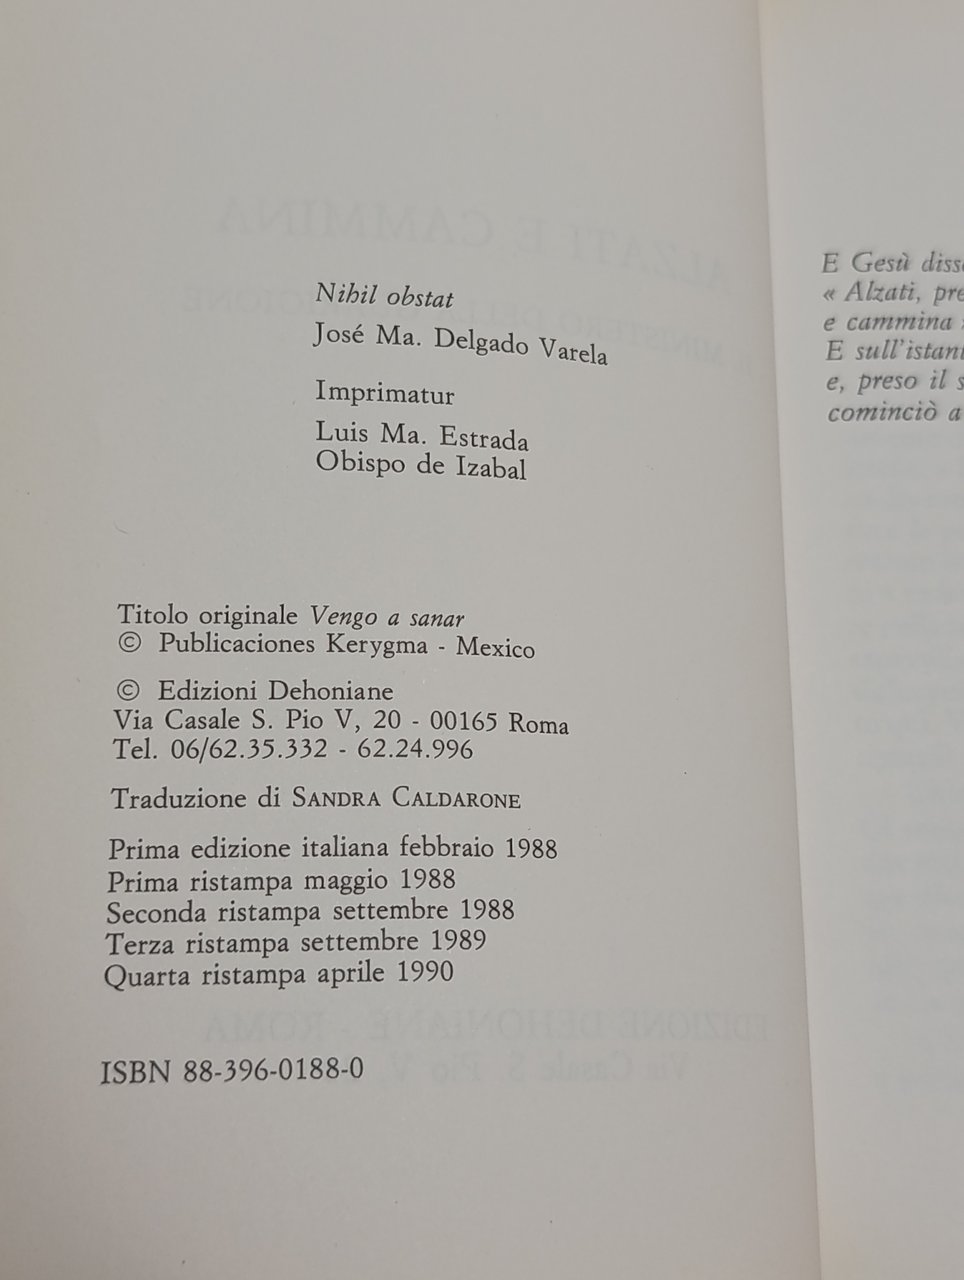 Nihil obstat
José Ma. Delgado Varela
Imprimatur
Luis Ma. Estrada
Obispo de Izabal
Titolo originale Vengo a sanar
© Publicaciones Kerygma - Mexico
© Edizioni Dehoniane
Via Casale S. Pio V, 20 - 00165 Roma
Tel. 06/62.35.332 - 62.24.996
Traduzione di SANDRA CALDARONE
Prima edizione italiana febbraio 1988
Prima ristampa maggio 1988
Seconda ristampa settembre 1988
Terza ristampa settembre 1989
Quarta ristampa aprile 1990
ISBN 88-396-0188-0
E Gesù
« Alzati,
e cammina
E
e, preso il
cominciò